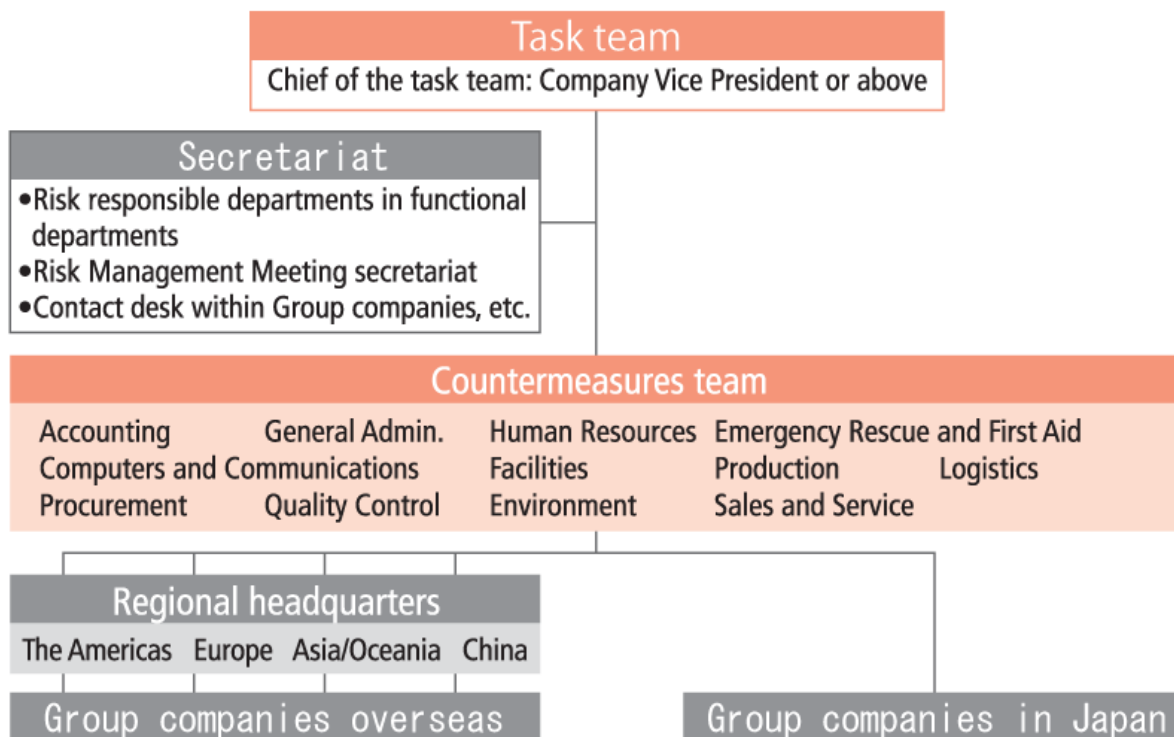 Task team
Chief of the task team: Company Vice President or above
Secretariat
•Risk responsible departments in functional
departments
•Risk Management Meeting secretariat
•Contact desk within Group companies, etc.
Countermeasures team
Accounting General Admin. Human Resources Emergency Rescue and First Aid
Computers and Communications Facilities Production Logistics
Procurement Quality Control Environment Sales and Service
Regional headquarters
The Americas Europe Asia/Oceania China
Group companies overseas
Group companies in Japan